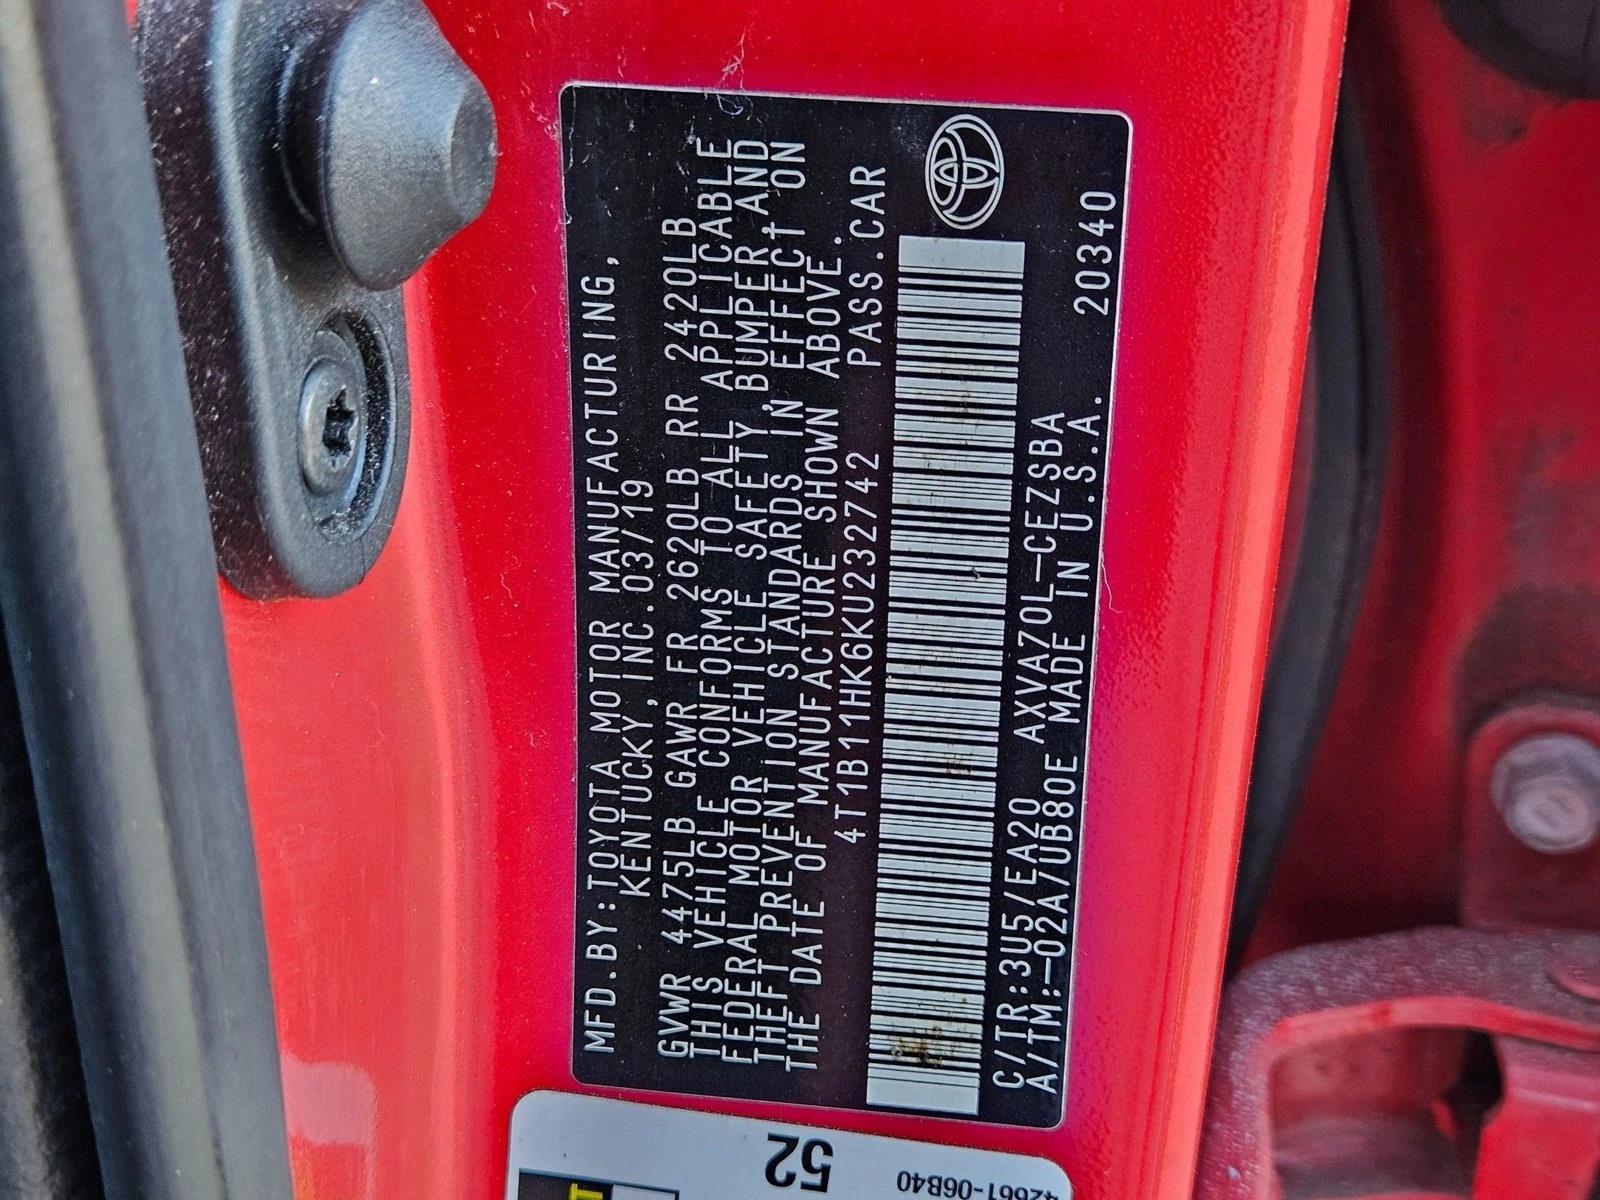 MFD.BY:TOYOTA MOTOR MANUFACTURING,
KENTUCKY,INC.03/19
GVWR 4475LB GAWR FR 2620LB RR 2420LB
THIS VEHICLE CONFORMS TO ALL APPLICABLE
FEDERAL MOTOR VEHICLE SAFETY,BUMPER,AND
THEFT PREVENTION STANDARDS IN EFFECT ON
THE DATE OF MANUFACTURE SHOWN ABOVE.
4T1B11HK6KU232742 PASS.CAR
C/TR:3U5/EA20 AXVA70L-CEZSBA 20340
A/TM:-02A/UB80E MADE IN U.S.A.
52
42661-06B40